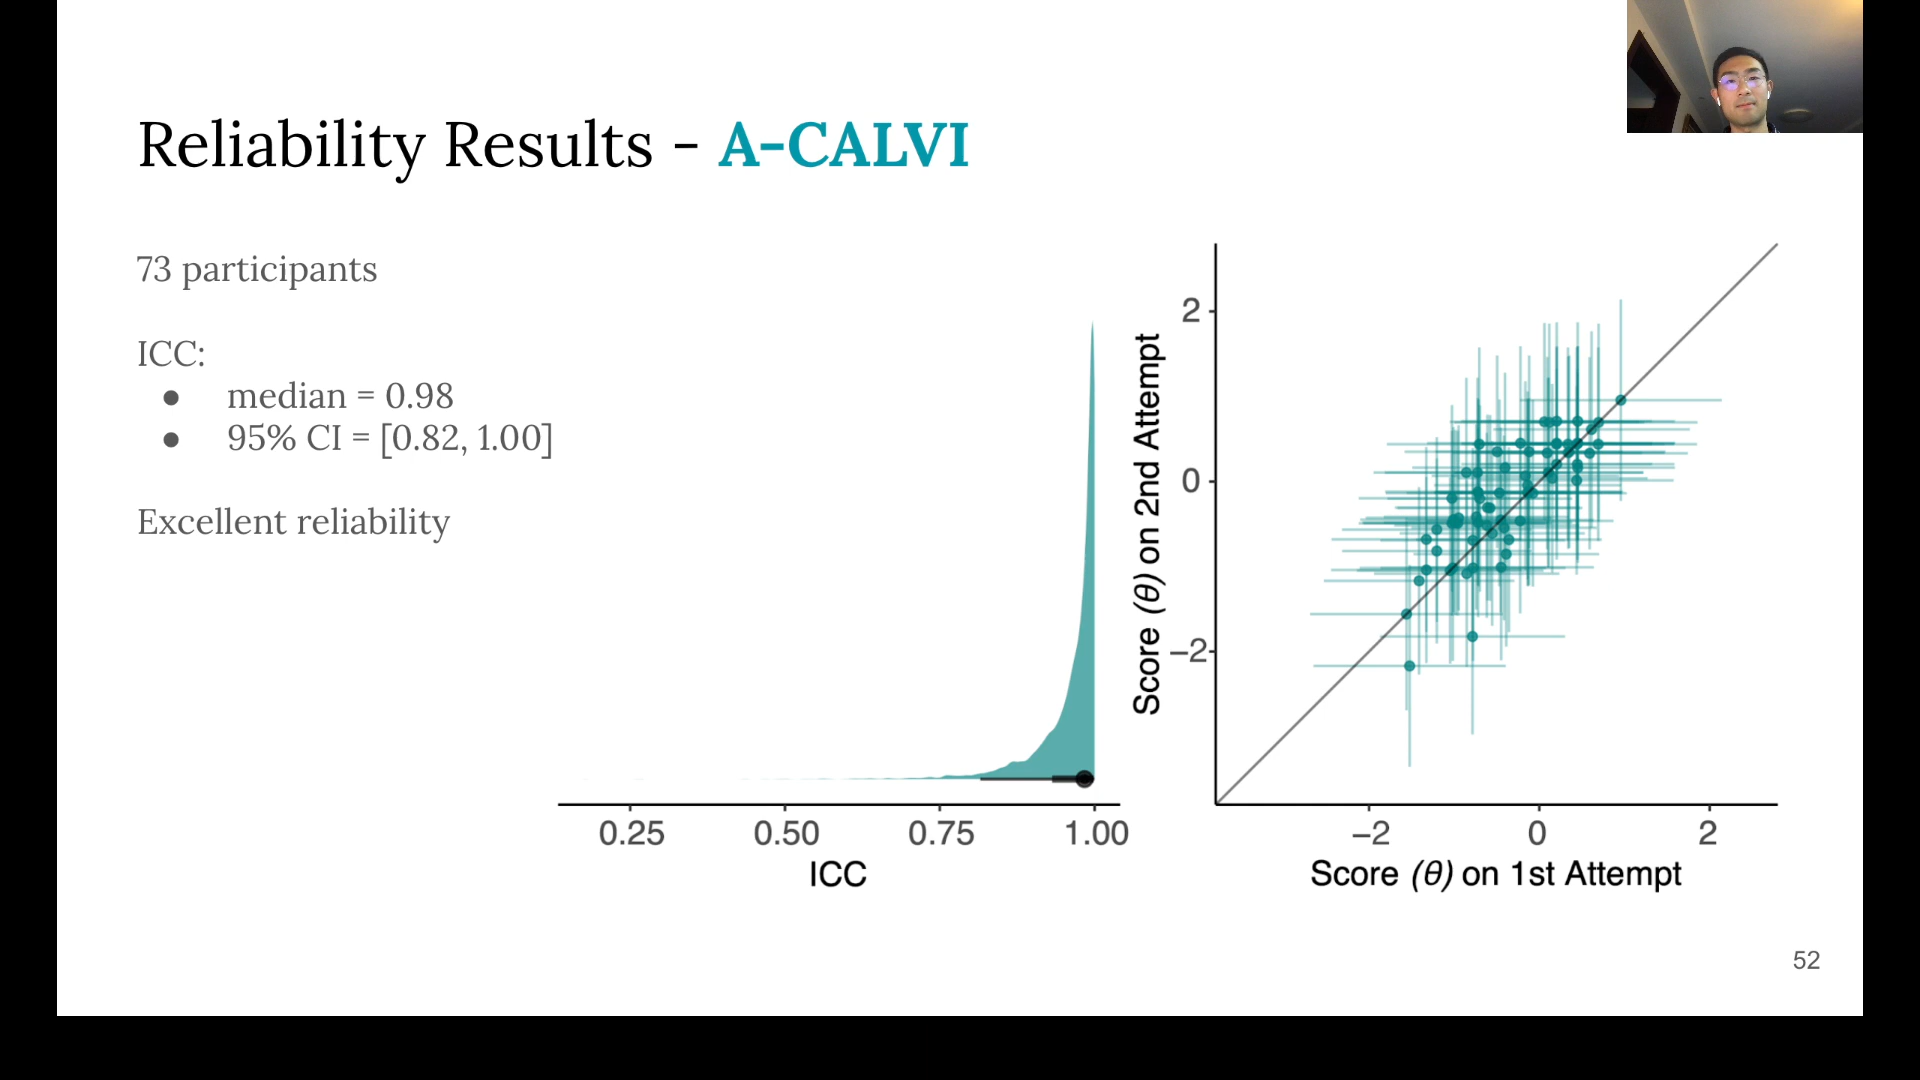 Reliability Results - A-CALVI
73 participants
ICC:
● median = 0.98
● 95% CI = [0.82, 1.00]
Excellent reliability
0.25 0.50 0.75 1.00
ICC
Score (θ) on 2nd Attempt
2
0
−2
−2 0 2
Score (θ) on 1st Attempt
52